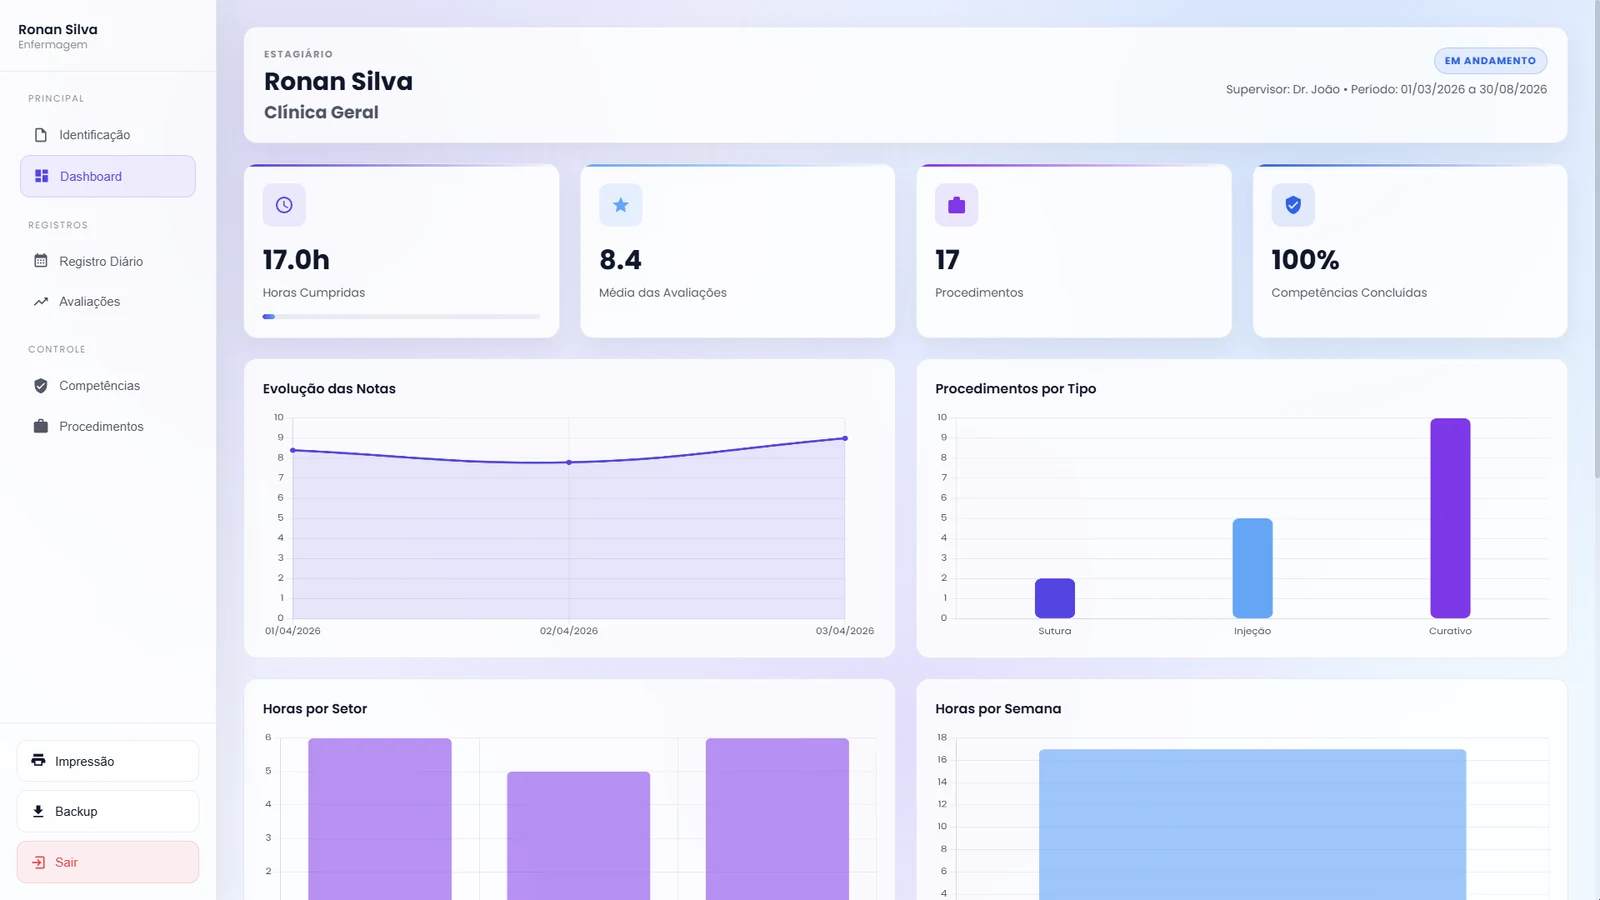 Ronan Silva
Enfermagem
PRINCIPAL
Identificação
Dashboard
REGISTROS
Registro Diário
Avaliações
CONTROLE
Competências
Procedimentos
Impressão
Backup
Sair
ESTAGIÁRIO
Ronan Silva
Clínica Geral
EM ANDAMENTO
Supervisor: Dr. João • Período: 01/03/2026 a 30/08/2026
17.0h
Horas Cumpridas
8.4
Média das Avaliações
17
Procedimentos
100%
Competências Concluídas
Evolução das Notas
10
9
8
7
6
5
4
3
2
1
0
01/04/2026 02/04/2026 03/04/2026
Procedimentos por Tipo
10
9
8
7
6
5
4
3
2
1
0
Sutura Injeção Curativo
Horas por Setor
6
5
4
3
2
Horas por Semana
18
16
14
12
10
8
6
4